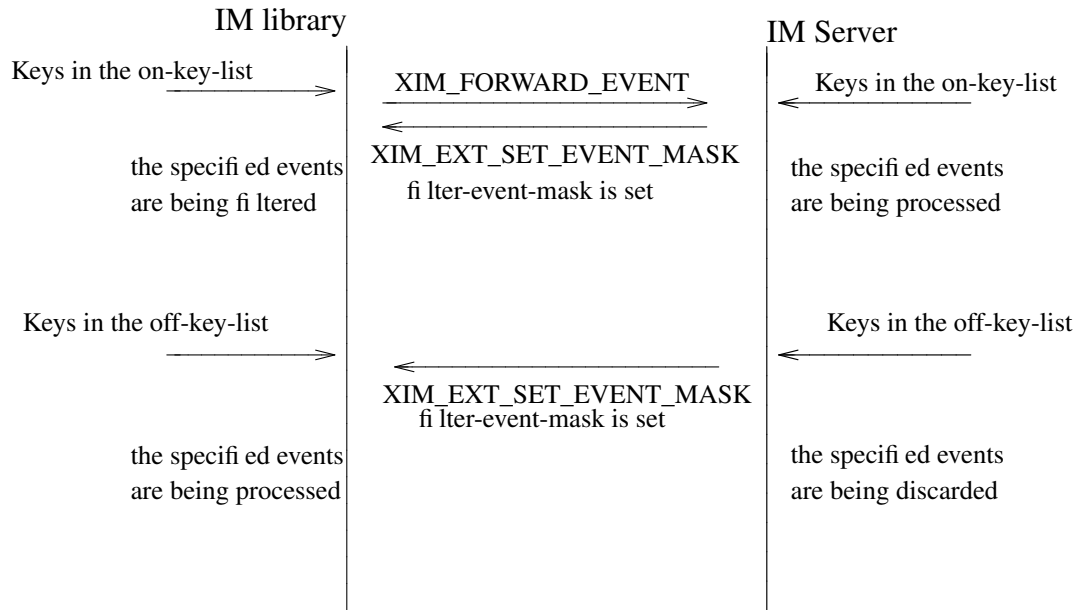 IM library
IM Server
Keys in the on-key-list
XIM_FORWARD_EVENT
Keys in the on-key-list
XIM_EXT_SET_EVENT_MASK
the specifi ed events
are being fi ltered
fi lter-event-mask is set
the specifi ed events
are being processed
Keys in the off-key-list
Keys in the off-key-list
XIM_EXT_SET_EVENT_MASK
fi lter-event-mask is set
the specifi ed events
are being processed
the specifi ed events
are being discarded